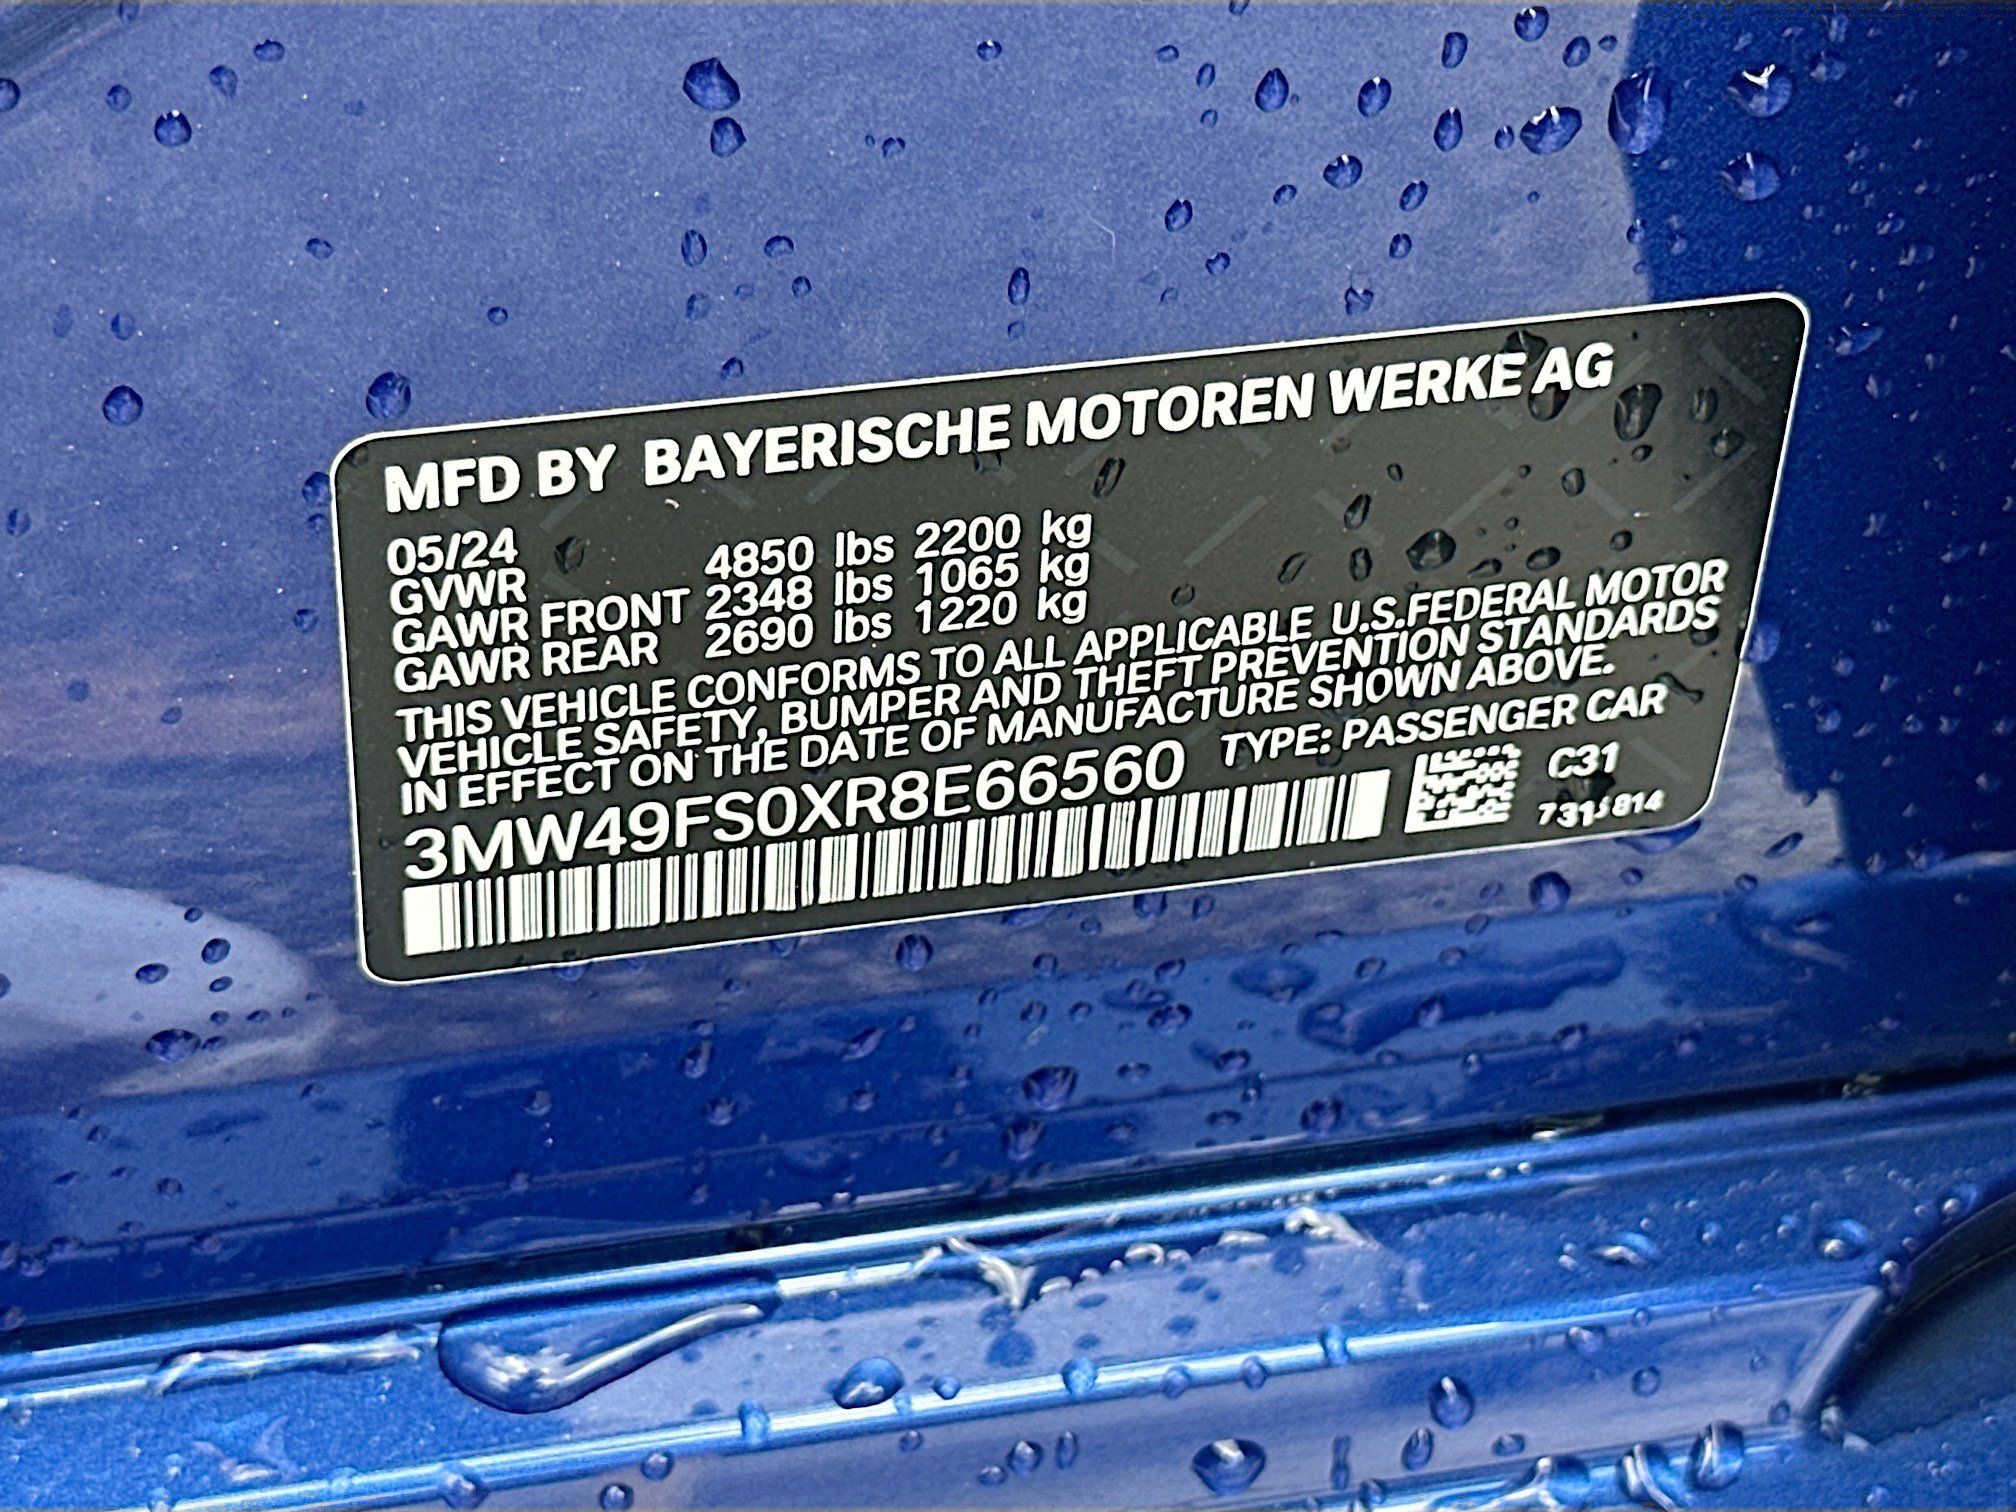 MFD BY BAYERISCHE MOTOREN WERKE AG
05/24
GVWR 4850 lbs 2200 kg
GAWR FRONT 2348 lbs 1065 kg
GAWR REAR 2690 lbs 1220 kg
THIS VEHICLE CONFORMS TO ALL APPLICABLE U.S.FEDERAL MOTOR
VEHICLE SAFETY, BUMPER AND THEFT PREVENTION STANDARDS
IN EFFECT ON THE DATE OF MANUFACTURE SHOWN ABOVE.
3MW49FS0XR8E66560 TYPE: PASSENGER CAR
C31